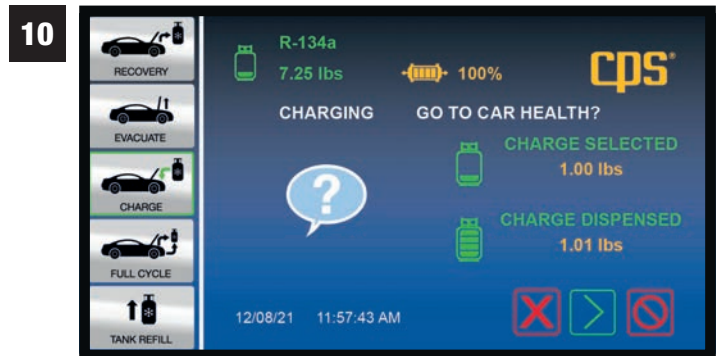 10
RECOVERY
EVACUATE
CHARGE
FULL CYCLE
TANK REFILL
R-134a
7.25 lbs
100%
cps®
CHARGING GO TO CAR HEALTH?
?
CHARGE SELECTED
1.00 lbs
CHARGE DISPENSED
1.01 lbs
12/08/21 11:57:43 AM